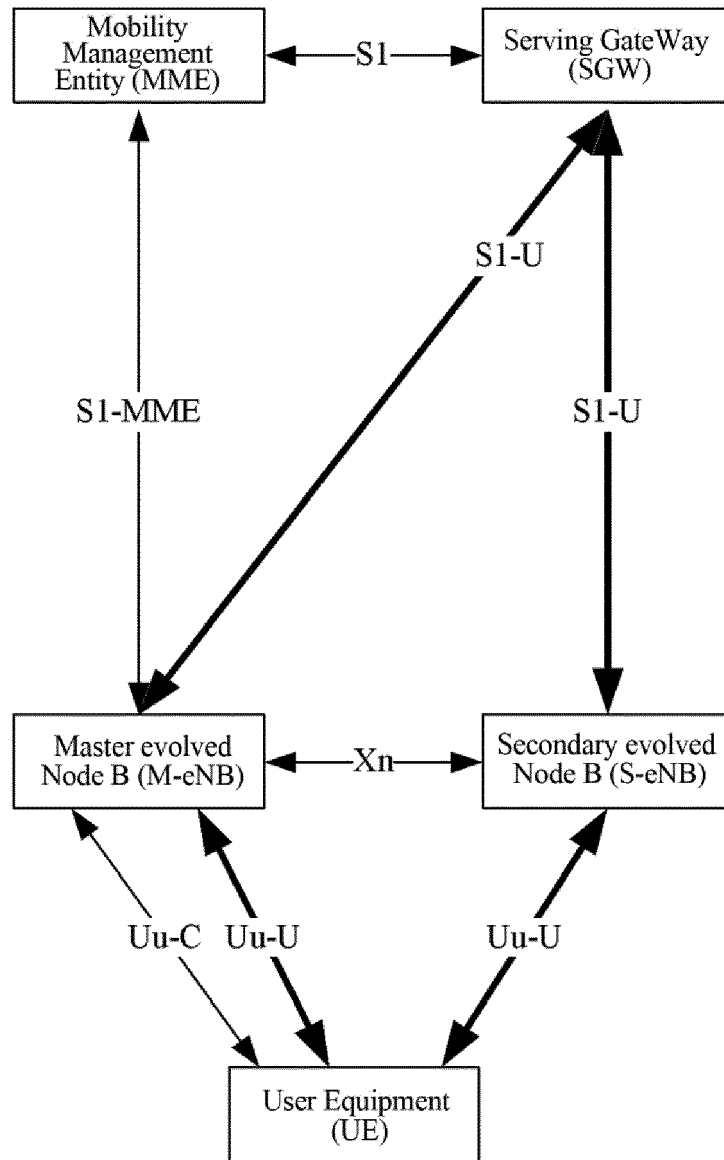 Mobility
Management
Entity (MME)
S1
Serving GateWay
(SGW)
S1-U
S1-MME
S1-U
Master evolved
Node B (M-eNB)
Xn
Secondary evolved
Node B (S-eNB)
Uu-C
Uu-U
Uu-U
User Equipment
(UE)